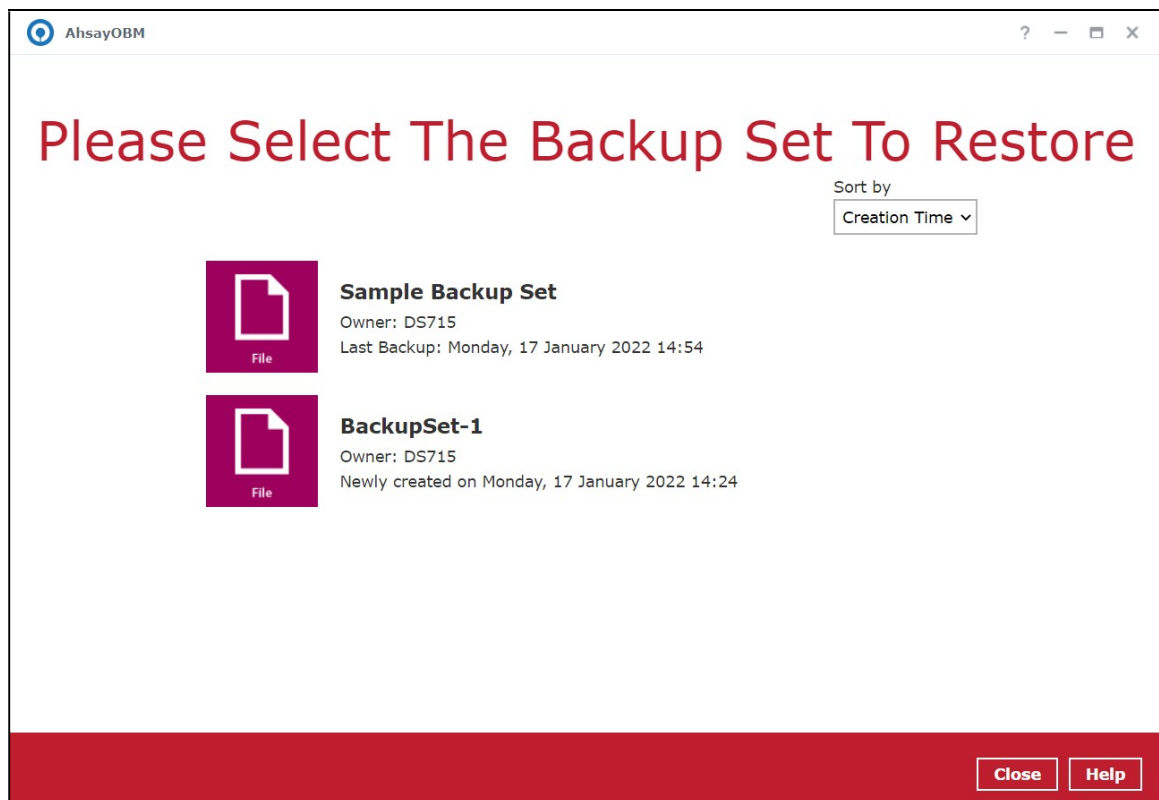 AhsayOBM
Please Select The Backup Set To Restore
Sort by
Creation Time
File
Sample Backup Set
Owner: DS715
Last Backup: Monday, 17 January 2022 14:54
File
BackupSet-1
Owner: DS715
Newly created on Monday, 17 January 2022 14:24
Close Help